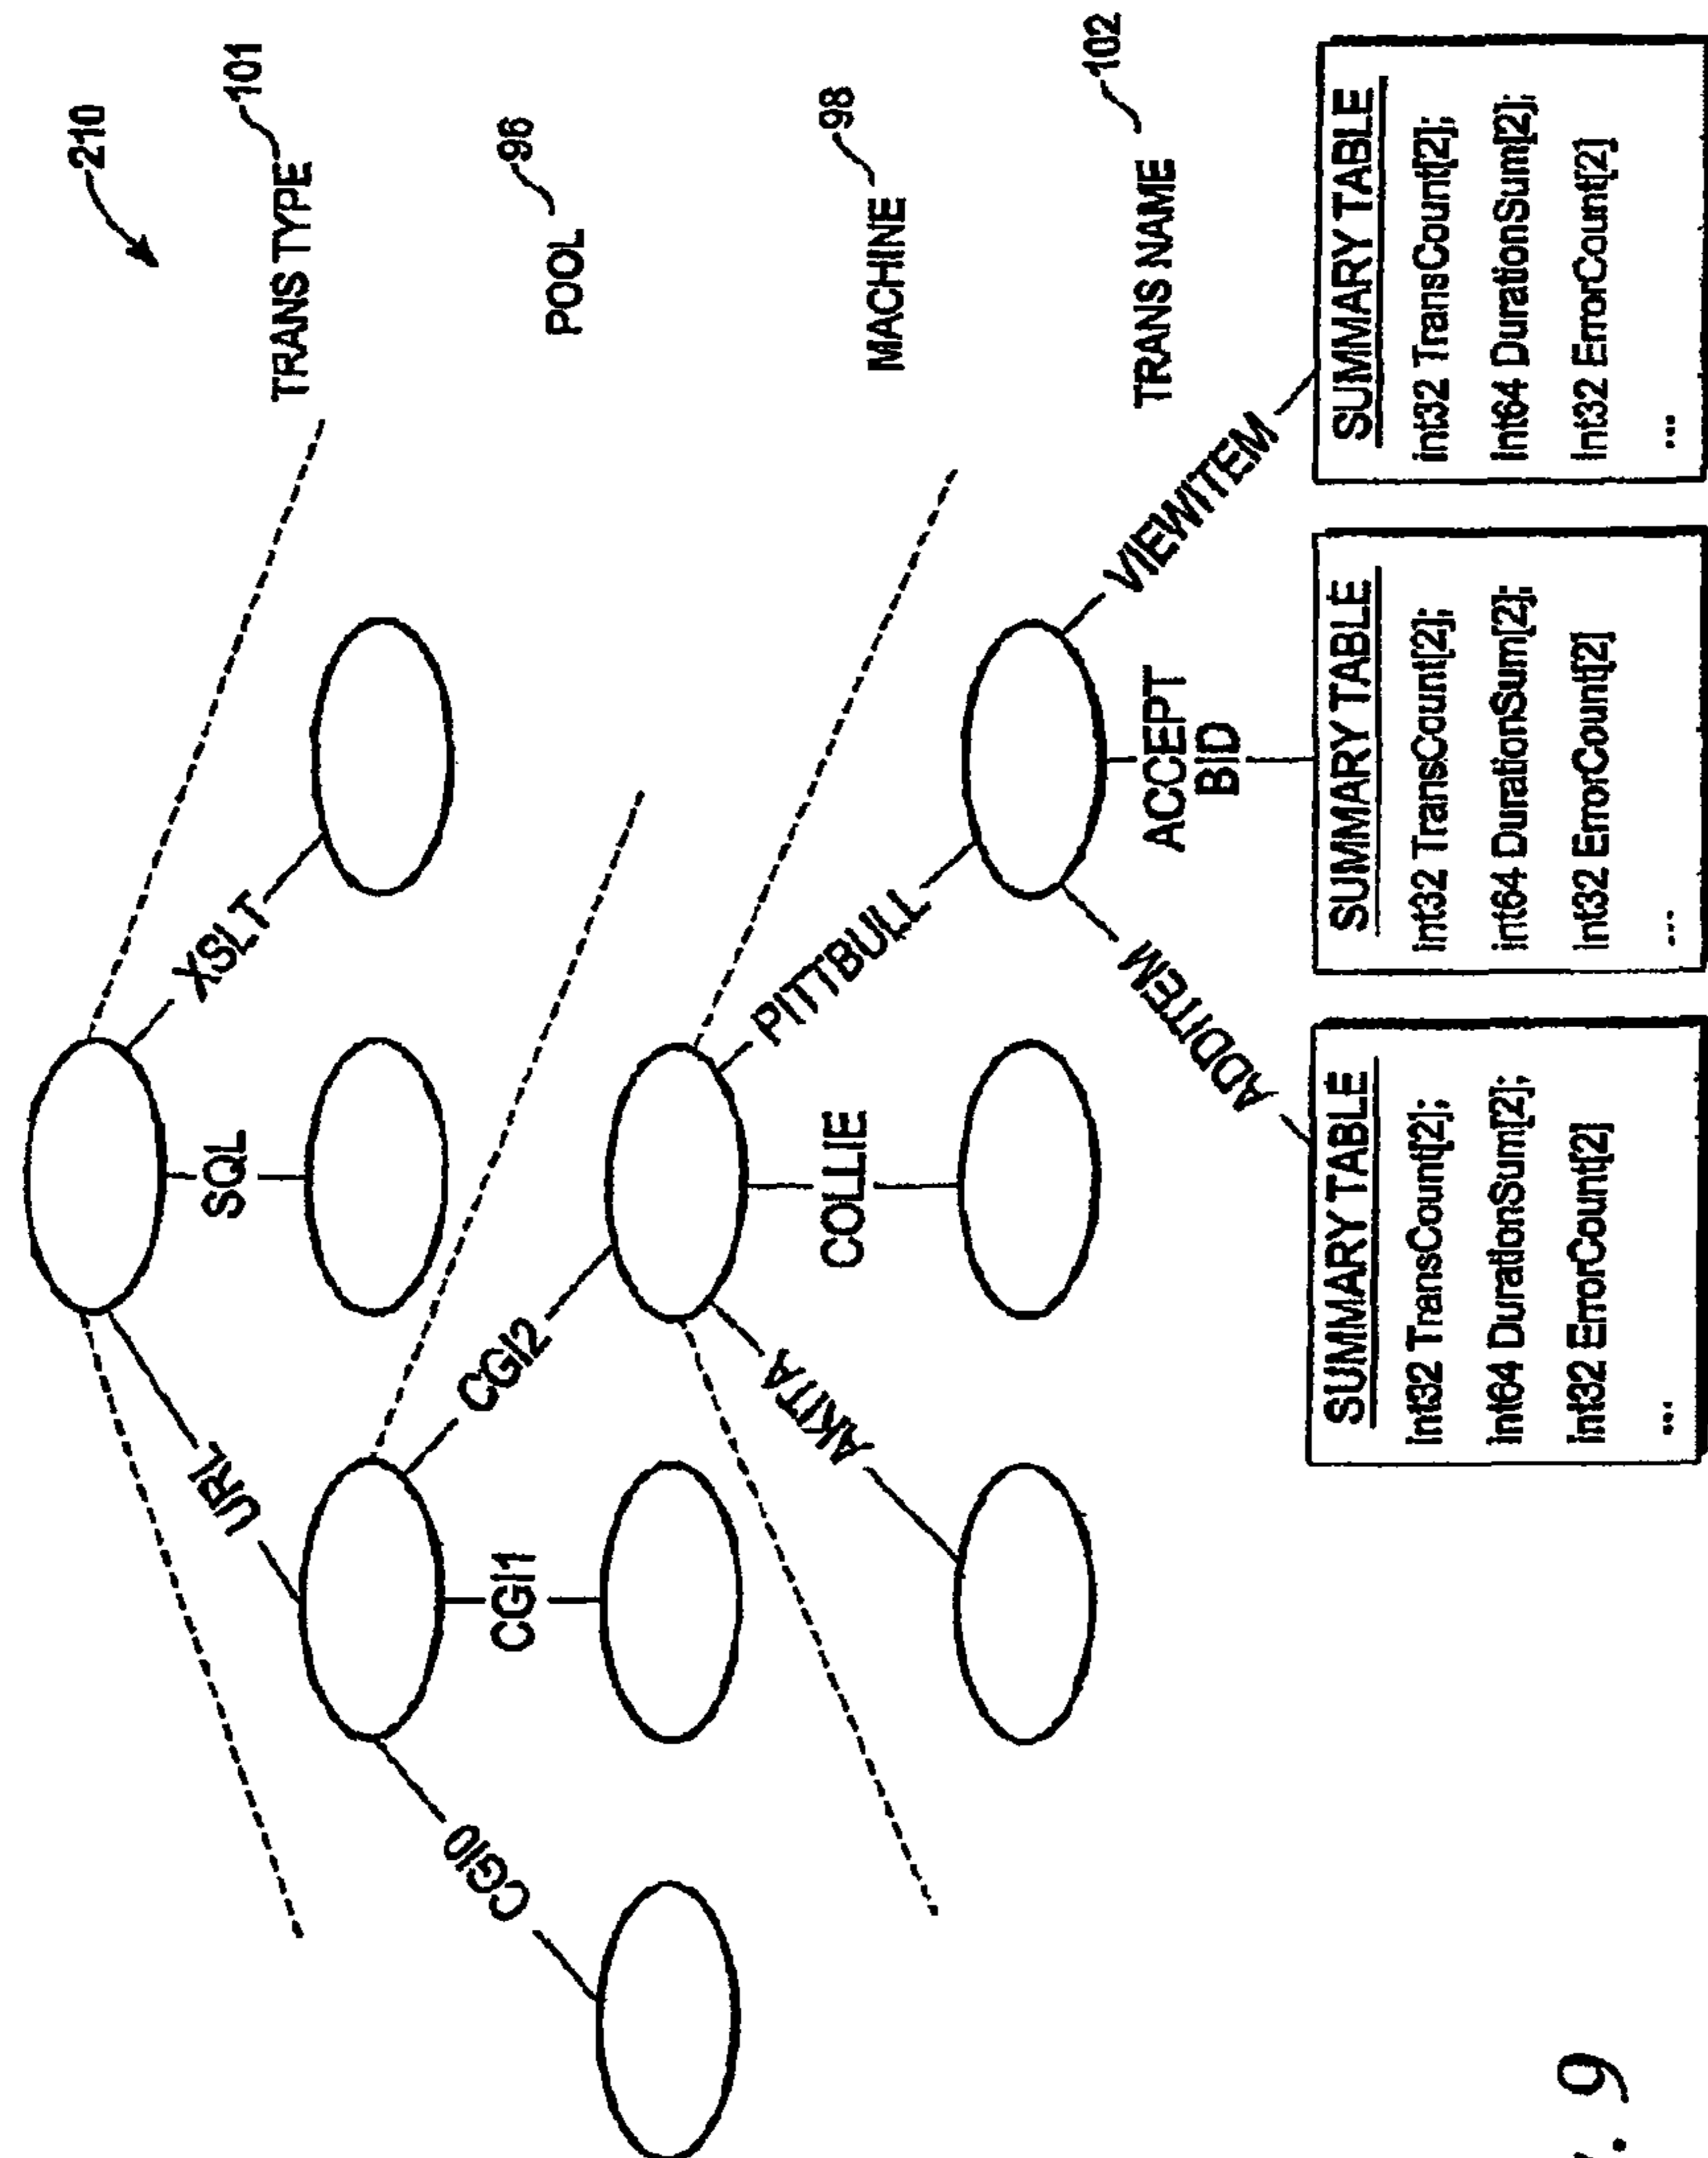 210
TRANS TYPE 101
URL
SQL
XSLT
POOL 96
CGI0
CGI1
CGI2
MACHINE 98
AKITA
COLLIE
PITTBULL
TRANS NAME 102
ADDITEM
ACCEPT
BID
VIEWITEM
SUMMARY TABLE
Int32 TransCount[2];
Int64 DurationSum[2];
Int32 ErrorCount[2]
...
SUMMARY TABLE
Int32 TransCount[2];
Int64 DurationSum[2];
Int32 ErrorCount[2]
...
SUMMARY TABLE
Int32 TransCount[2];
Int64 DurationSum[2];
Int32 ErrorCount[2]
...
. 9